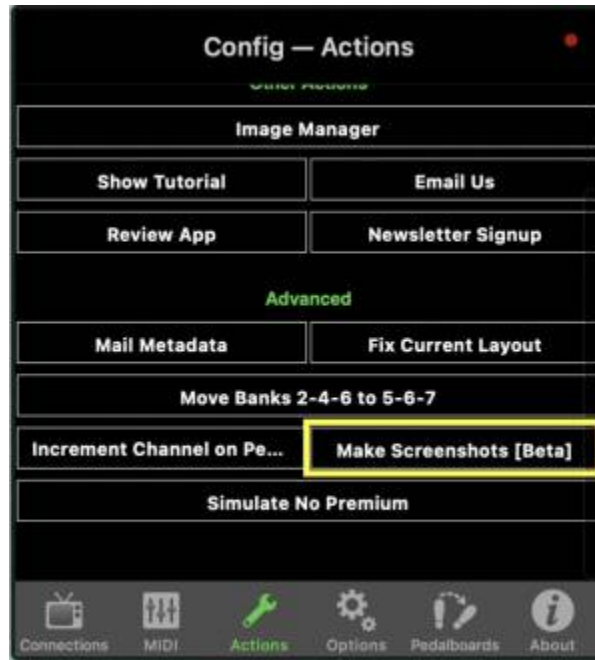 Config — Actions
Other Actions
Image Manager
Show Tutorial
Email Us
Review App
Newsletter Signup
Advanced
Mail Metadata
Fix Current Layout
Move Banks 2-4-6 to 5-6-7
Increment Channel on Pe...
Make Screenshots [Beta]
Simulate No Premium
Connections
MIDI
Actions
Options
Pedalboards
About